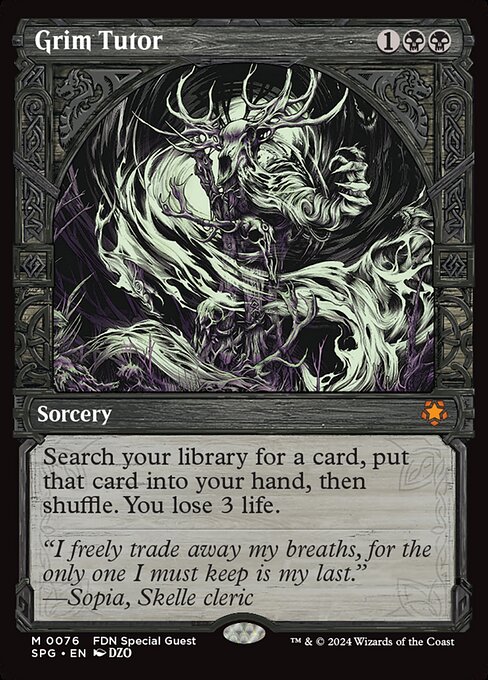 Grim Tutor 1
Sorcery
Search your library for a card, put
that card into your hand, then
shuffle. You lose 3 life.
“I freely trade away my breaths, for the
only one I must keep is my last.”
—Sopia, Skelle cleric
M 0076 FDN Special Guest
SPG • EN DZO
™ & © 2024 Wizards of the Coast